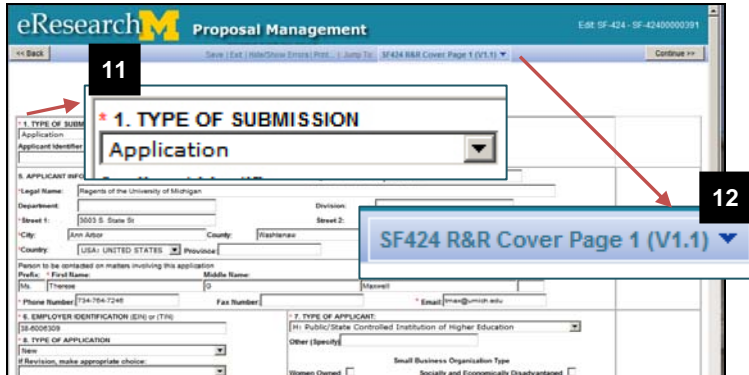 eResearchM Proposal Management
Edit: SF-424 - SF-42400000391
<< Back
Save | Exit | Hide/Show Errors | Print... | Jump To: SF424 R&R Cover Page 1 (V1.1)
Continue >>
11
* 1. TYPE OF SUBMISSION
Application
12
SF424 R&R Cover Page 1 (V1.1)
* 1. TYPE OF
Application
Applicant Identifier
5. APPLICANT
*Legal Name: Regents of the University of Michigan
Department: Division:
*Street 1: 3003 S. State St Street 2:
*City: Ann Arbor County: Washtenaw
*Country: USA: UNITED STATES Province:
Person to be contacted on matters involving this application
Prefix: * First Name: Middle Name:
Ms. Therese G Maxwell
* Phone Number: 734-764-7246 Fax Number: * Email: tmax@umich.edu
* 6. EMPLOYER IDENTIFICATION (EIN) or (TIN)
38-6006309
* 7. TYPE OF APPLICANT:
H: Public/State Controlled Institution of Higher Education
Other (Specify)
* 8. TYPE OF APPLICATION
New
If Revision, make appropriate choice:
Small Business Organization Type
Women Owned Socially and Economically Disadvantaged